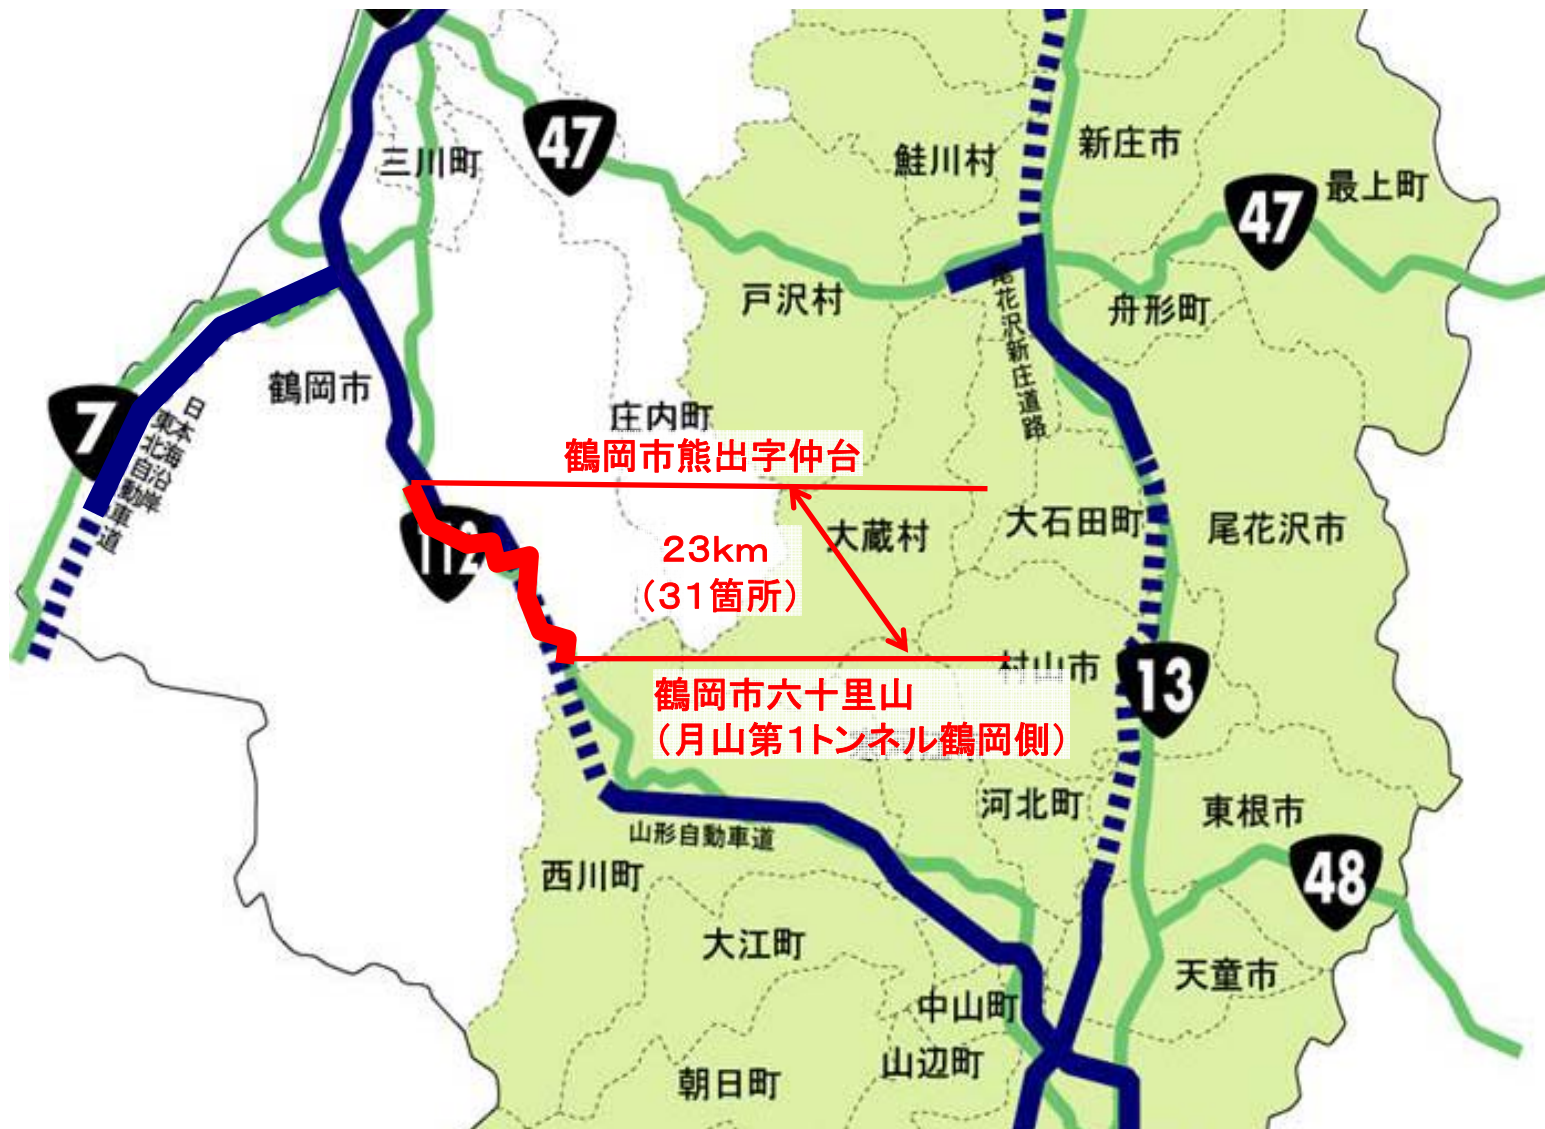 三川町
47
鮭川村
新庄市
47
最上町
戸沢村
舟形町
尾花沢新庄道路
鶴岡市
7
日本海沿岸
東北自動車道
庄内町
鶴岡市熊出字仲台
112
23km
（31箇所）
大蔵村
大石田町
尾花沢市
村山市
13
鶴岡市六十里山
（月山第1トンネル鶴岡側）
河北町
東根市
山形自動車道
西川町
48
大江町
天童市
中山町
山辺町
朝日町